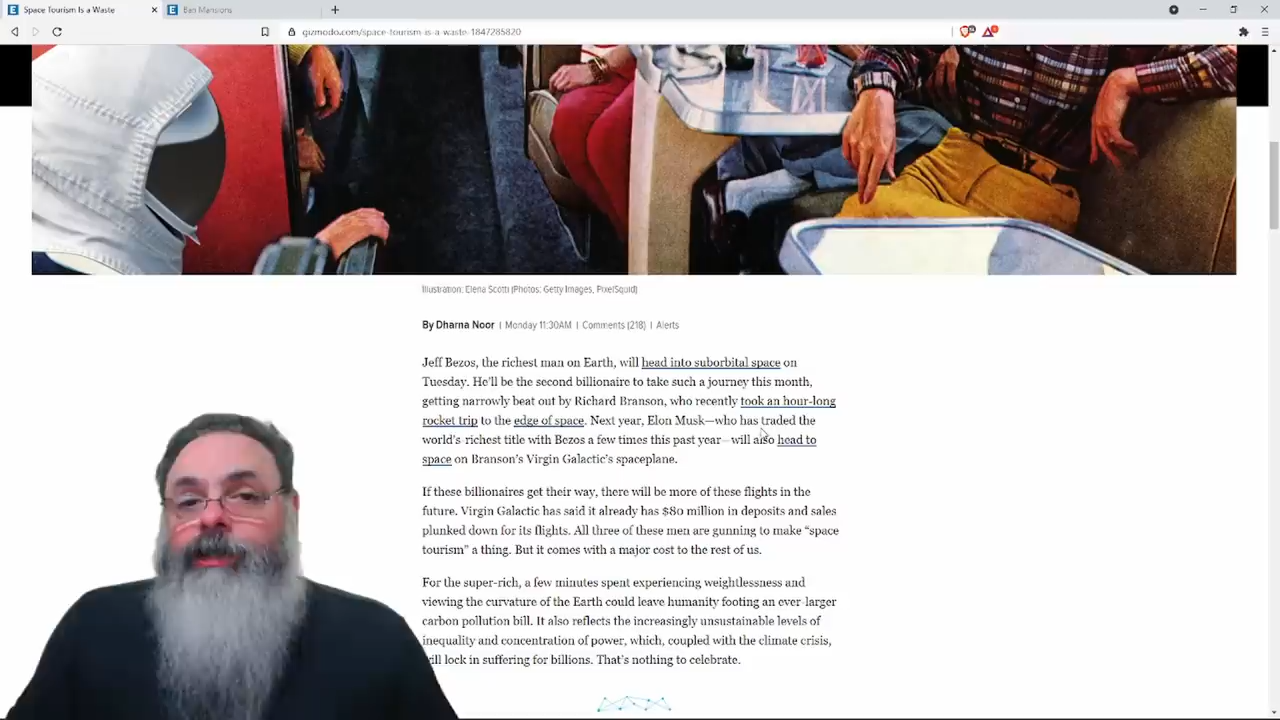 Space Tourism Is a Waste
Ban Mansions
gizmodo.com/space-tourism-is-a-waste-1847285820
Illustration: Elena Scotti (Photos: Getty Images, PixelSquid)
By Dharna Noor | Monday 11:30AM | Comments (218) | Alerts
Jeff Bezos, the richest man on Earth, will head into suborbital space on
Tuesday. He'll be the second billionaire to take such a journey this month,
getting narrowly beat out by Richard Branson, who recently took an hour-long
rocket trip to the edge of space. Next year, Elon Musk—who has traded the
world's-richest title with Bezos a few times this past year—will also head to
space on Branson's Virgin Galactic's spaceplane.
If these billionaires get their way, there will be more of these flights in the
future. Virgin Galactic has said it already has $80 million in deposits and sales
plunked down for its flights. All three of these men are gunning to make “space
tourism” a thing. But it comes with a major cost to the rest of us.
For the super-rich, a few minutes spent experiencing weightlessness and
viewing the curvature of the Earth could leave humanity footing an ever-larger
carbon pollution bill. It also reflects the increasingly unsustainable levels of
inequality and concentration of power, which, coupled with the climate crisis,
will lock in suffering for billions. That's nothing to celebrate.